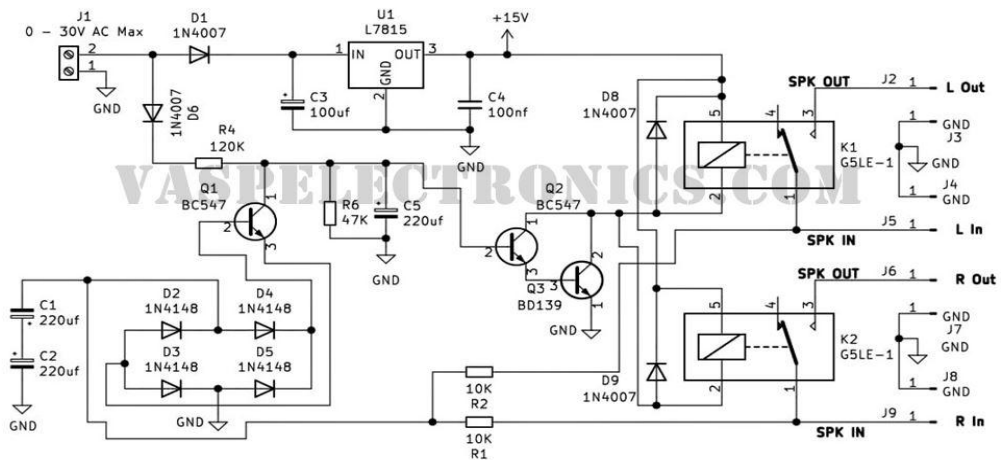 J1
0 – 30V AC Max
2
1
GND
D1
1N4007
1N4007
D6
U1
L7815
1
IN
OUT
3
GND
2
+15V
C3
100uf
C4
100nf
GND
R4
120K
Q1
BC547
1
2
3
R6
47K
C5
220uf
GND
VASPELECTRONICS.COM
Q2
BC547
1
2
3
Q3
BD139
3
2
1
GND
D8
1N4007
5
4
3
2
1
K1
G5LE-1
SPK OUT
J2
1
L Out
1
GND
J3
GND
1
J4
GND
SPK IN
J5
1
L In
C1
220uf
C2
220uf
GND
D2
1N4148
D4
1N4148
D3
1N4148
D5
1N4148
GND
10K
R2
10K
R1
D9
1N4007
5
4
3
2
1
K2
G5LE-1
SPK OUT
J6
1
R Out
1
GND
J7
GND
1
J8
GND
SPK IN
J9
1
R In